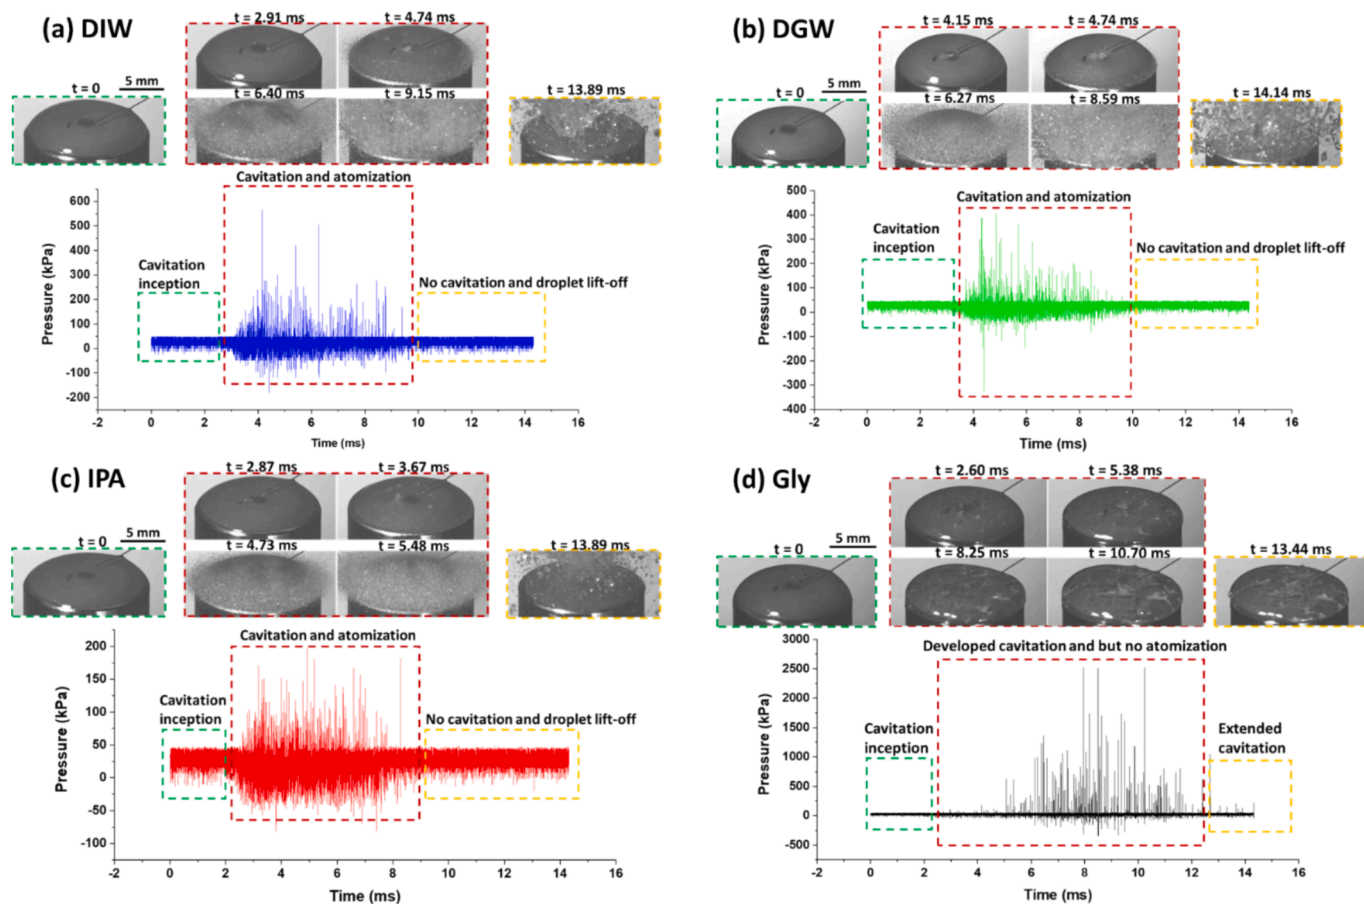 (a) DIW
t = 2.91 ms
t = 4.74 ms
t = 0
5 mm
t = 6.40 ms
t = 9.15 ms
t = 13.89 ms
Cavitation and atomization
Cavitation
inception
No cavitation and droplet lift-off
Pressure (kPa)
600
500
400
300
200
100
0
-100
-200
-2
0
2
4
6
8
10
12
14
16
Time (ms)
(b) DGW
t = 4.15 ms
t = 4.74 ms
t = 0
5 mm
t = 6.27 ms
t = 8.59 ms
t = 14.14 ms
Cavitation and atomization
Cavitation
inception
No cavitation and droplet lift-off
Pressure (kPa)
500
400
300
200
100
0
-100
-200
-300
-400
-2
0
2
4
6
8
10
12
14
16
Time (ms)
(c) IPA
t = 2.87 ms
t = 3.67 ms
t = 0
5 mm
t = 4.73 ms
t = 5.48 ms
t = 13.89 ms
Cavitation and atomization
Cavitation
inception
No cavitation and droplet lift-off
Pressure (kPa)
200
150
100
50
0
-50
-100
-2
0
2
4
6
8
10
12
14
16
Time (ms)
(d) Gly
t = 2.60 ms
t = 5.38 ms
t = 0
5 mm
t = 8.25 ms
t = 10.70 ms
t = 13.44 ms
Developed cavitation and but no atomization
Cavitation
inception
Extended
cavitation
Pressure (kPa)
3000
2500
2000
1500
1000
500
0
-500
-2
0
2
4
6
8
10
12
14
16
Time (ms)